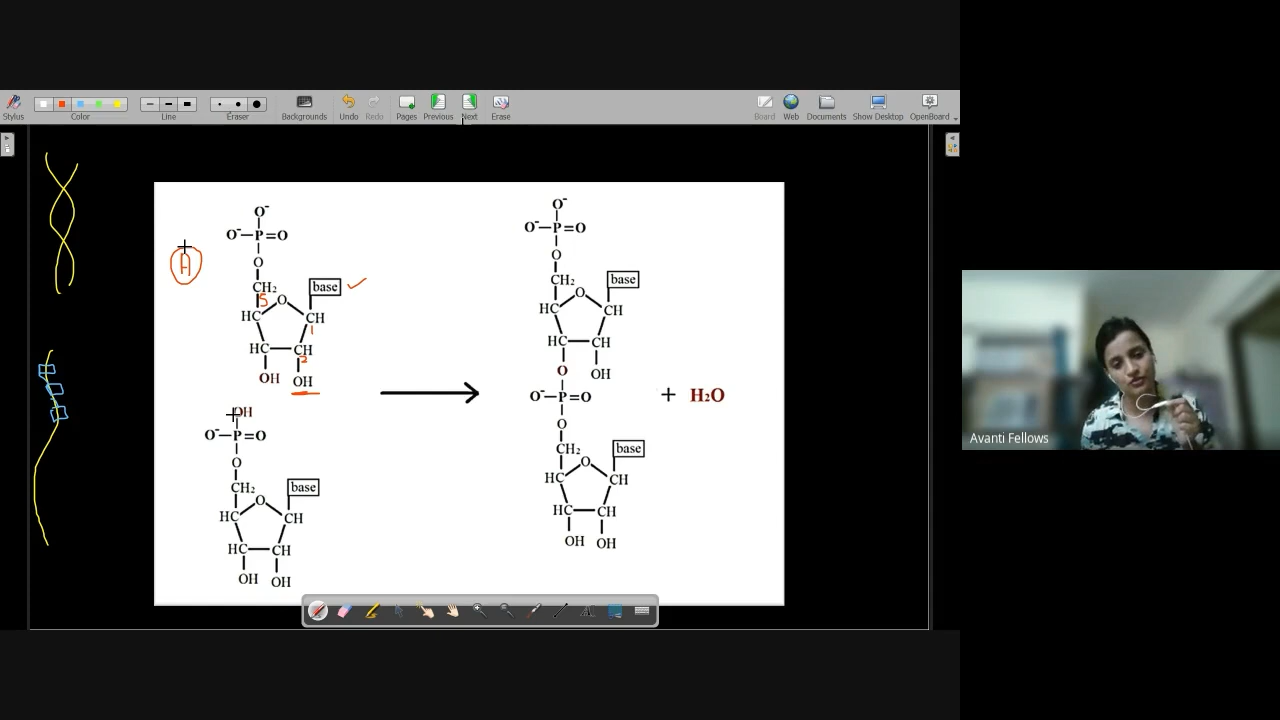 Stylus Color Line Eraser Backgrounds Undo Redo Pages Previous Next Erase Board Web Documents Show Desktop OpenBoard
O⁻ O⁻
O⁻—P=O O⁻—P=O
A
O O
CH₂ base CH₂ base
5 O O
HC CH HC CH
1
HC CH HC CH
2
OH OH O OH
OH O⁻—P=O + H₂O
O⁻—P=O
O O
CH₂ base CH₂ base
O O
HC CH HC CH
HC CH HC CH
OH OH OH OH
Avanti Fellows